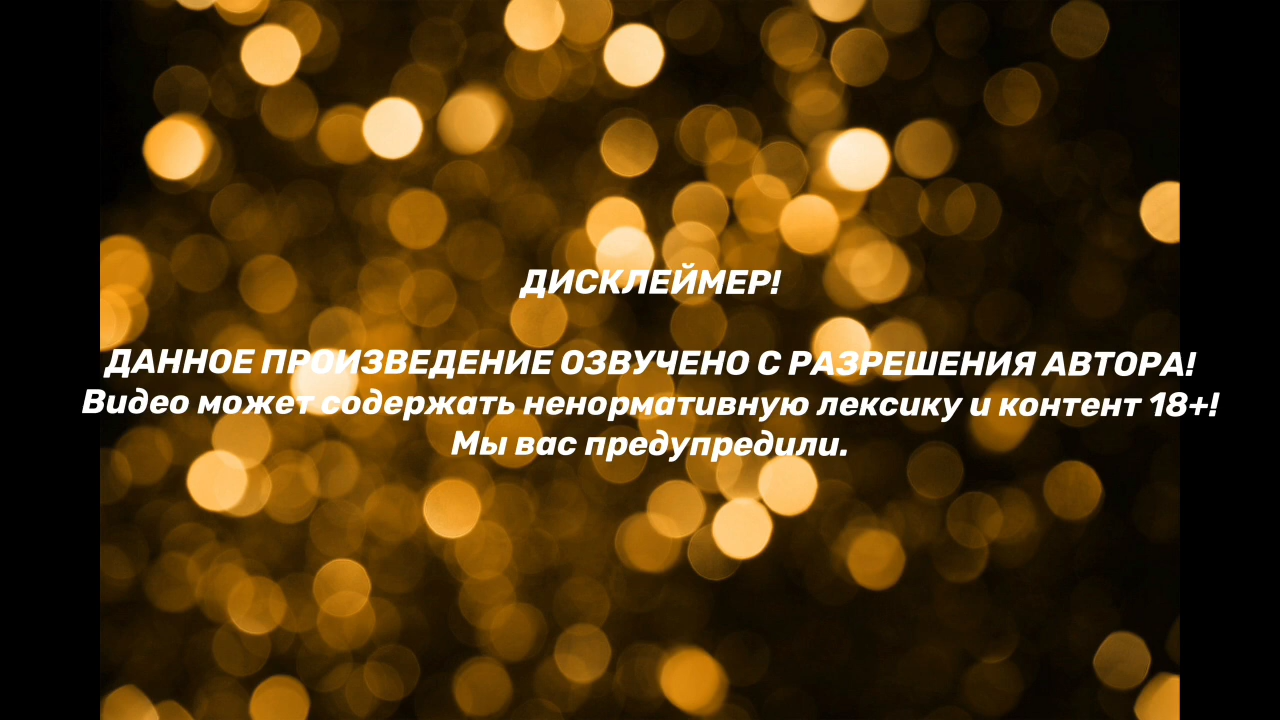 ДИСКЛЕЙМЕР!
ДАННОЕ ПРОИЗВЕДЕНИЕ ОЗВУЧЕНО С РАЗРЕШЕНИЯ АВТОРА!
Видео может содержать ненормативную лексику и контент 18+!
Мы вас предупредили.